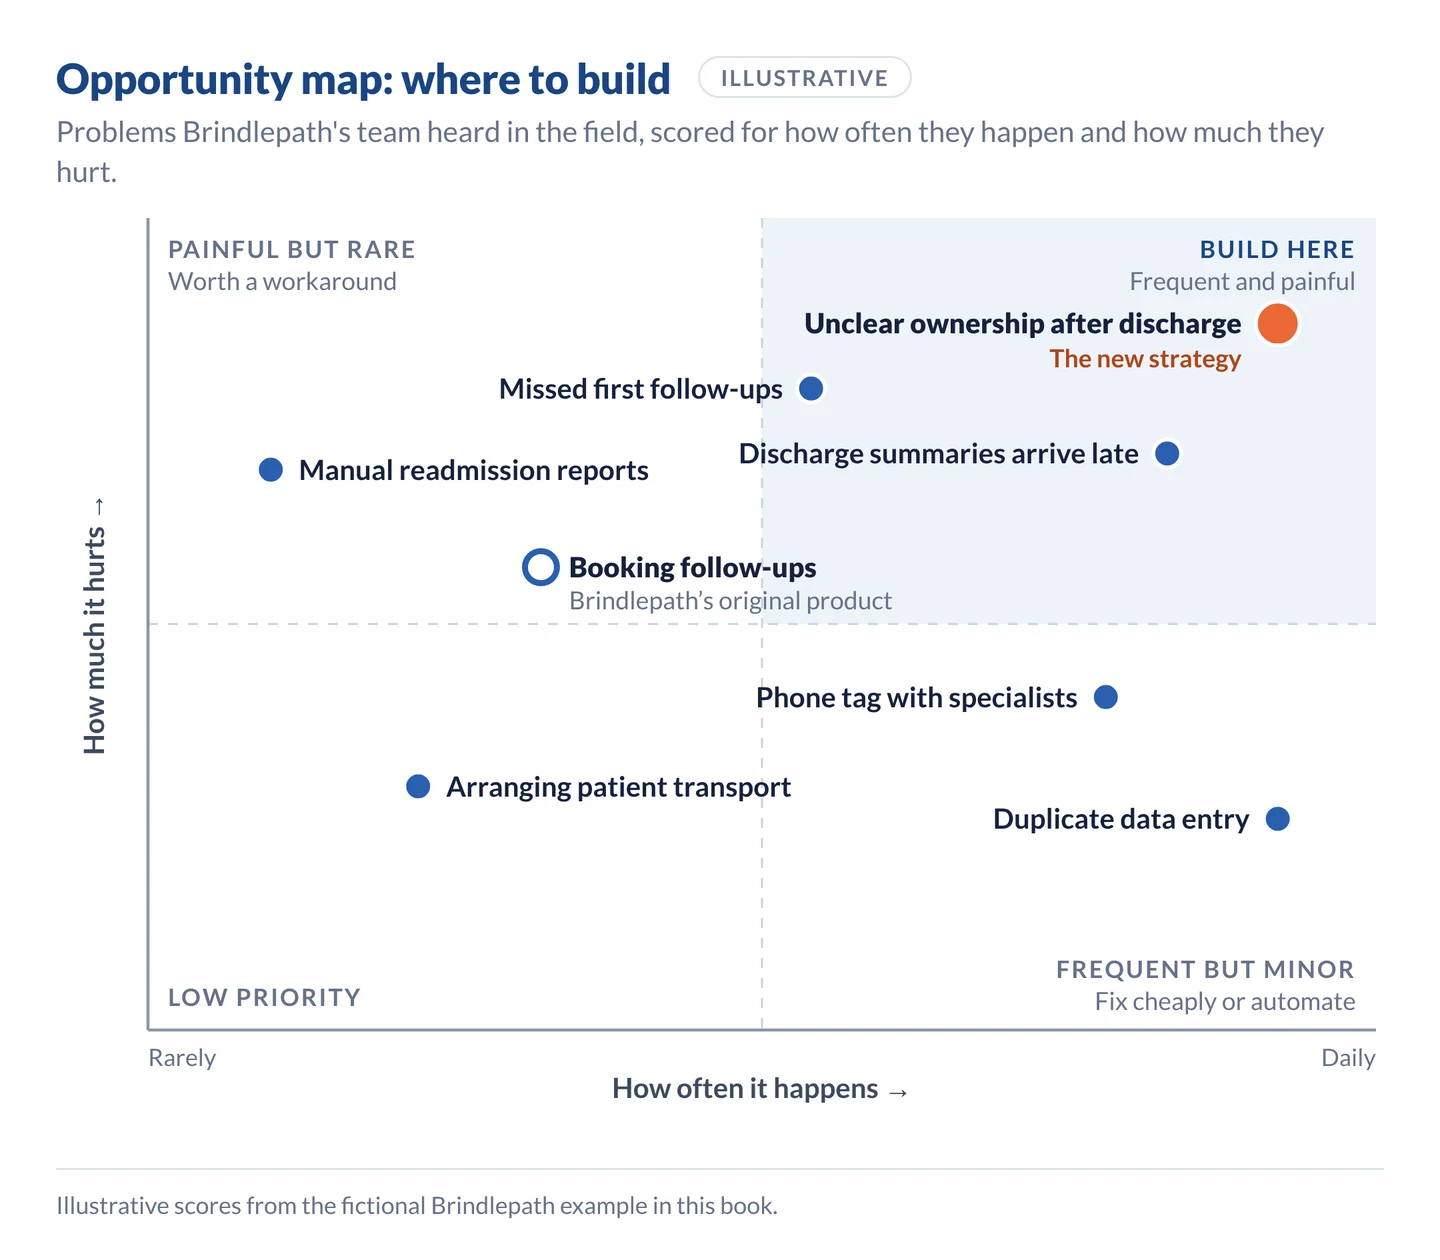 Opportunity map: where to build
ILLUSTRATIVE
Problems Brindlepath's team heard in the field, scored for how often they happen and how much they
hurt.
PAINFUL BUT RARE
Worth a workaround
BUILD HERE
Frequent and painful
Unclear ownership after discharge
The new strategy
Missed first follow-ups
Discharge summaries arrive late
Manual readmission reports
Booking follow-ups
Brindlepath’s original product
How much it hurts →
Phone tag with specialists
Arranging patient transport
Duplicate data entry
LOW PRIORITY
FREQUENT BUT MINOR
Fix cheaply or automate
Rarely
Daily
How often it happens →
Illustrative scores from the fictional Brindlepath example in this book.